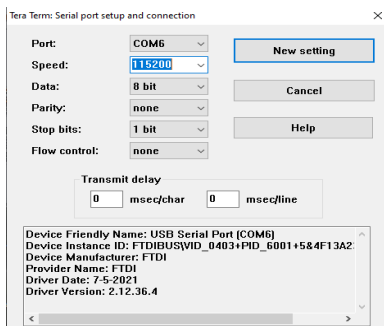 Tera Term: Serial port setup and connection
Port: COM6
New setting
Speed: 115200
Data: 8 bit
Cancel
Parity: none
Stop bits: 1 bit
Help
Flow control: none
Transmit delay
0 msec/char 0 msec/line
Device Friendly Name: USB Serial Port (COM6)
Device Instance ID: FTDIBUS\VID_0403+PID_6001+5&4F13A2
Device Manufacturer: FTDI
Provider Name: FTDI
Driver Date: 7-5-2021
Driver Version: 2.12.36.4